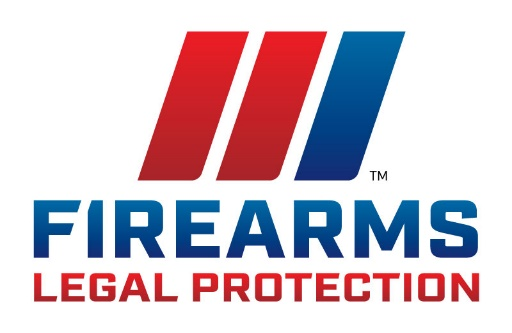 ™
FIREARMS
LEGAL PROTECTION